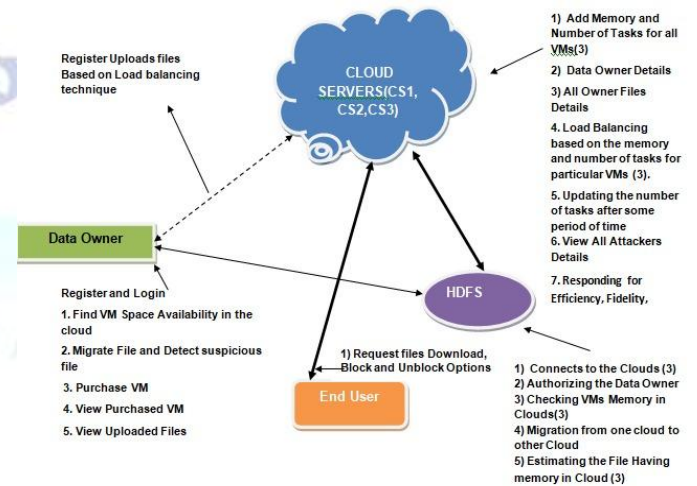 Register Uploads files
Based on Load balancing
technique
CLOUD
SERVERS(CS1,
CS2,CS3)
1) Add Memory and
Number of Tasks for all
VMs(3)
2) Data Owner Details
3) All Owner Files
Details
4. Load Balancing
based on the memory
and number of tasks for
particular VMs (3).
5. Updating the number
of tasks after some
period of time
6. View All Attackers
Details
7. Responding for
Efficiency, Fidelity,
Data Owner
HDFS
Register and Login
1. Find VM Space Availability in the
cloud
2. Migrate File and Detect suspicious
file
3. Purchase VM
4. View Purchased VM
5. View Uploaded Files
1) Request files Download,
Block and Unblock Options
End User
1) Connects to the Clouds (3)
2) Authorizing the Data Owner
3) Checking VMs Memory in
Clouds(3)
4) Migration from one cloud to
other Cloud
5) Estimating the File Having
memory in Cloud (3)